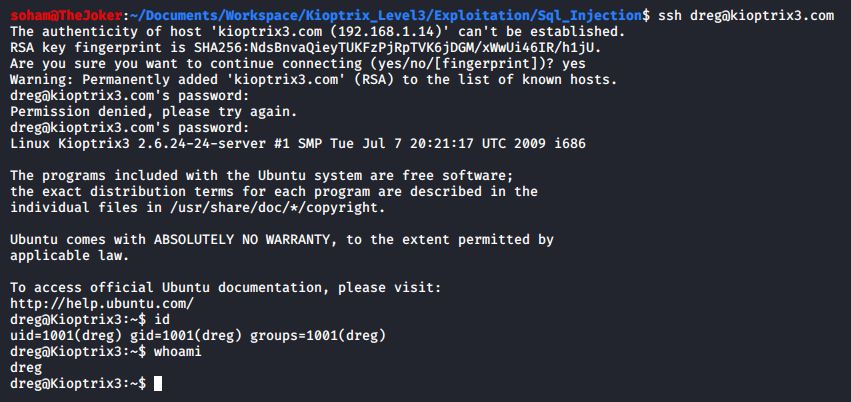 soham@TheJoker:~/Documents/Workspace/Kioptrix_Level3/Exploitation/Sql_Injection$ ssh dreg@kioptrix3.com
The authenticity of host 'kioptrix3.com (192.168.1.14)' can't be established.
RSA key fingerprint is SHA256:NdsBnvaQieyTUKFzPjRpTVK6jDGM/xWwUi46IR/h1jU.
Are you sure you want to continue connecting (yes/no/[fingerprint])? yes
Warning: Permanently added 'kioptrix3.com' (RSA) to the list of known hosts.
dreg@kioptrix3.com's password:
Permission denied, please try again.
dreg@kioptrix3.com's password:
Linux Kioptrix3 2.6.24-24-server #1 SMP Tue Jul 7 20:21:17 UTC 2009 i686
The programs included with the Ubuntu system are free software;
the exact distribution terms for each program are described in the
individual files in /usr/share/doc/*/copyright.
Ubuntu comes with ABSOLUTELY NO WARRANTY, to the extent permitted by
applicable law.
To access official Ubuntu documentation, please visit:
http://help.ubuntu.com/
dreg@Kioptrix3:~$ id
uid=1001(dreg) gid=1001(dreg) groups=1001(dreg)
dreg@Kioptrix3:~$ whoami
dreg
dreg@Kioptrix3:~$